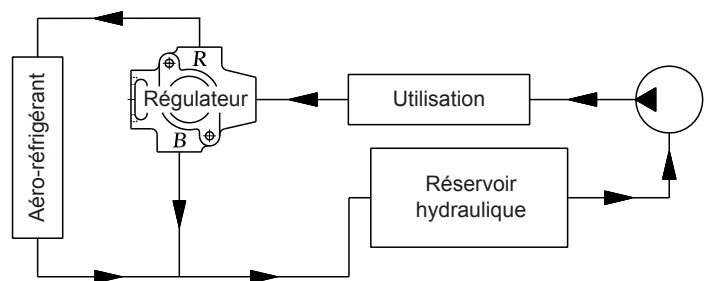 R
Régulateur
B
Aéro-réfrigérant
Utilisation
Réservoir
hydraulique